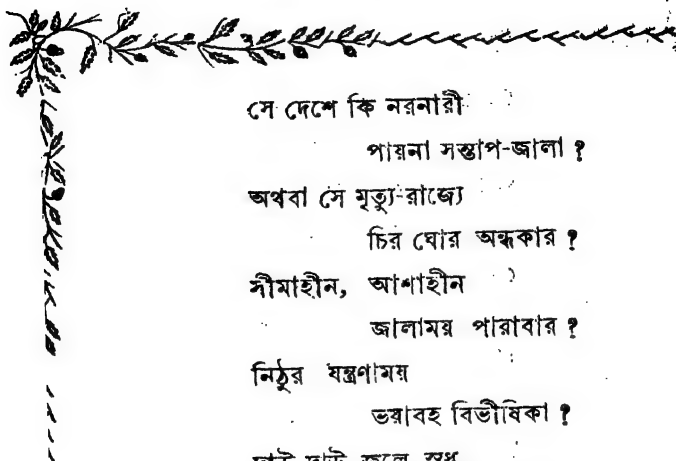 সে দেশে কি নরনারী
পায়না সন্তাপ-জালা ?
অথবা সে মৃত্যু-রাজ্যে
চির ঘোর অন্ধকার ?
সীমাহীন, আশাহীন
জালাময় পারাবার ?
নিঠুর যন্ত্রণাময়
ভয়াবহ বিভীষিকা ?